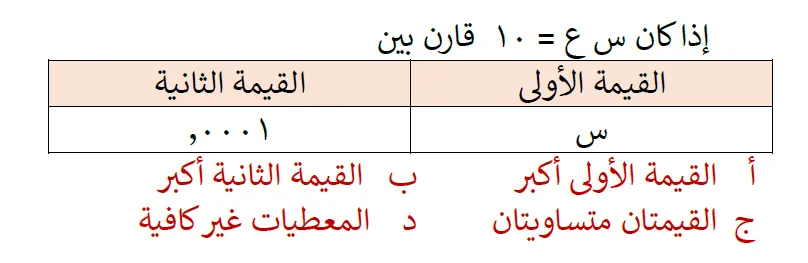 إذا كان س ع = ١٠ قارن بين
القيمة الأولى القيمة الثانية
س ,٠٠٠١
أ القيمة الأولى أكبر ب القيمة الثانية أكبر
ج القيمتان متساويتان د المعطيات غير كافية